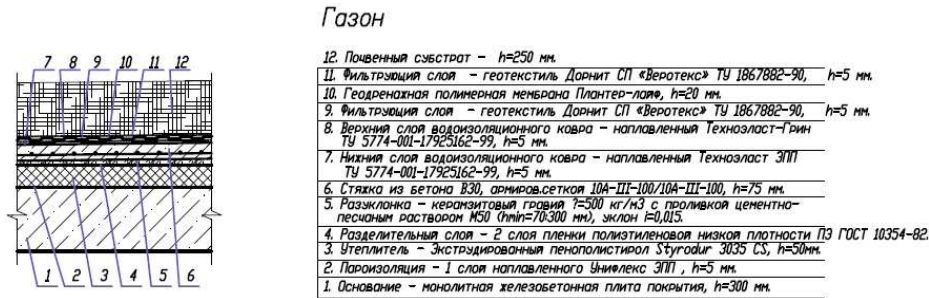 Газон
7 8 9 10 11 12
1 2 3 4 5 6
12. Почвенный субстрат - h=250 мм.
11. Фильтрующий слой - геотекстиль Дорнит СП «Веротекс» ТУ 1867882-90, h=5 мм.
10. Геодренажная полимерная мембрана Плантер-лайф, h=20 мм.
9. Фильтрующий слой - геотекстиль Дорнит СП «Веротекс» ТУ 1867882-90, h=5 мм.
8. Верхний слой водоизоляционного ковра - наплавленный Техноэласт-Грин
ТУ 5774-001-17925162-99, h=5 мм.
7. Нижний слой водоизоляционного ковра - наплавленный Техноэласт ЭПП
ТУ 5774-001-17925162-99, h=5 мм.
6. Стяжка из бетона В30, армиров.сеткой 10А-III-100/10А-III-100, h=75 мм.
5. Разуклонка - керамзитовый гравий ?=500 кг/м3 с проливкой цементно-
песчаным раствором М50 (hmin=70:300 мм), уклон i=0,015.
4. Разделительный слой - 2 слоя пленки полиэтиленовой низкой плотности ПЭ ГОСТ 10354-82.
3. Утеплитель - Экструдированный пенополистирол Styrodur 3035 CS, h=50мм.
2. Пароизоляция - 1 слой наплавленного Унифлекс ЭПП , h=5 мм.
1. Основание - монолитная железобетонная плита покрытия, h=300 мм.